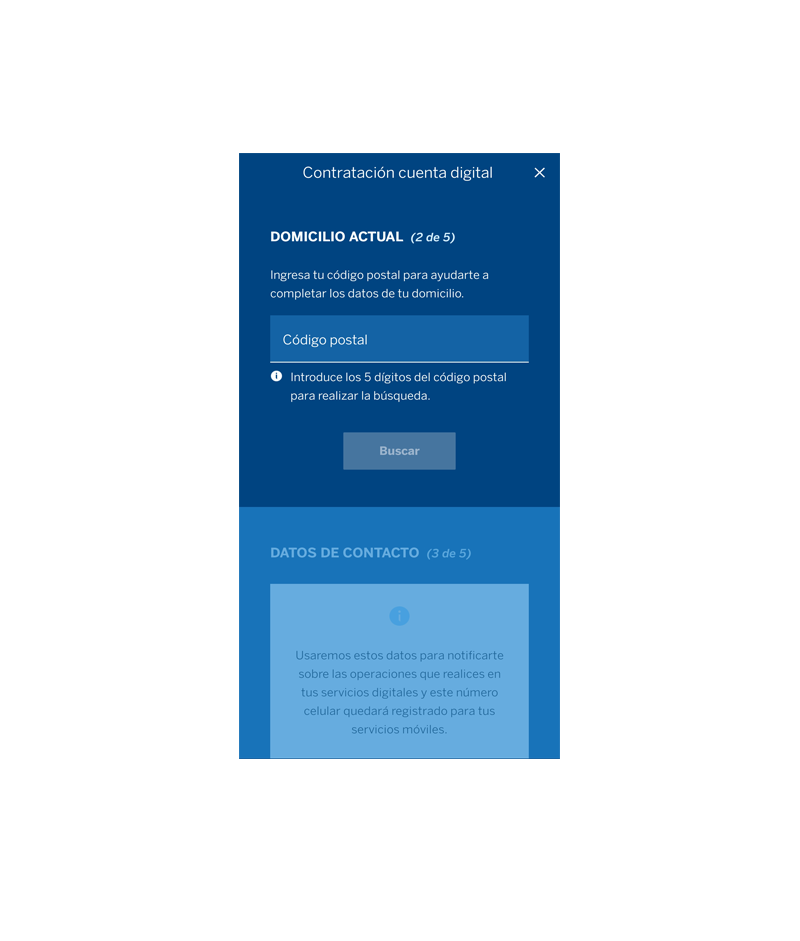 Contratación cuenta digital
DOMICILIO ACTUAL (2 de 5)
Ingresa tu código postal para ayudarte a
completar los datos de tu domicilio.
Código postal
Introduce los 5 dígitos del código postal
para realizar la búsqueda.
Buscar
DATOS DE CONTACTO (3 de 5)
Usaremos estos datos para notificarte
sobre las operaciones que realices en
tus servicios digitales y este número
celular quedará registrado para tus
servicios móviles.